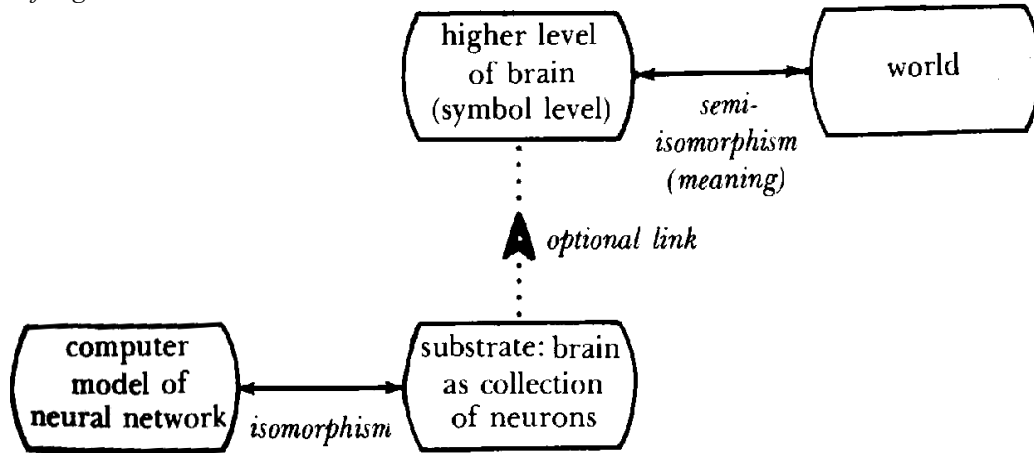 higher level
of brain
(symbol level)
world
semi-
isomorphism
(meaning)
optional link
computer
model of
neural network
isomorphism
substrate: brain
as collection
of neurons